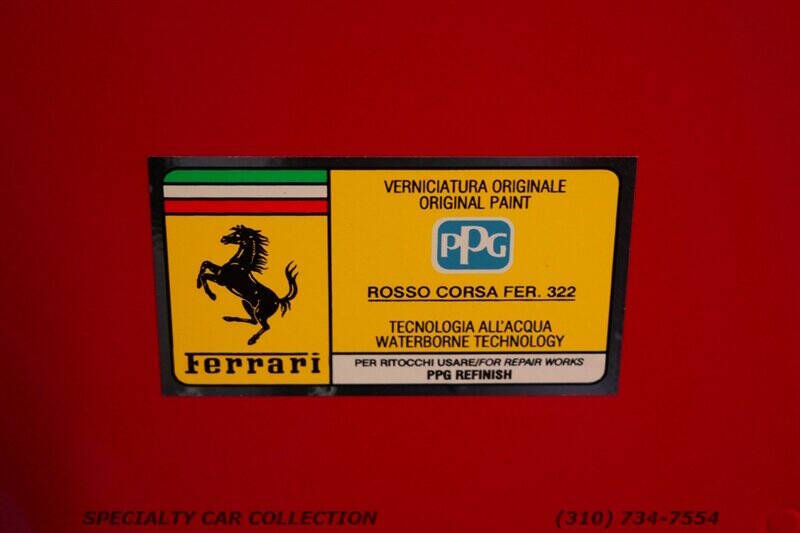 VERNICIATURA ORIGINALE
ORIGINAL PAINT
PPG
ROSSO CORSA FER. 322
TECNOLOGIA ALL'ACQUA
WATERBORNE TECHNOLOGY
Ferrari
PER RITOCCHI USARE/FOR REPAIR WORKS
PPG REFINISH
SPECIALTY CAR COLLECTION
(310) 734-7554